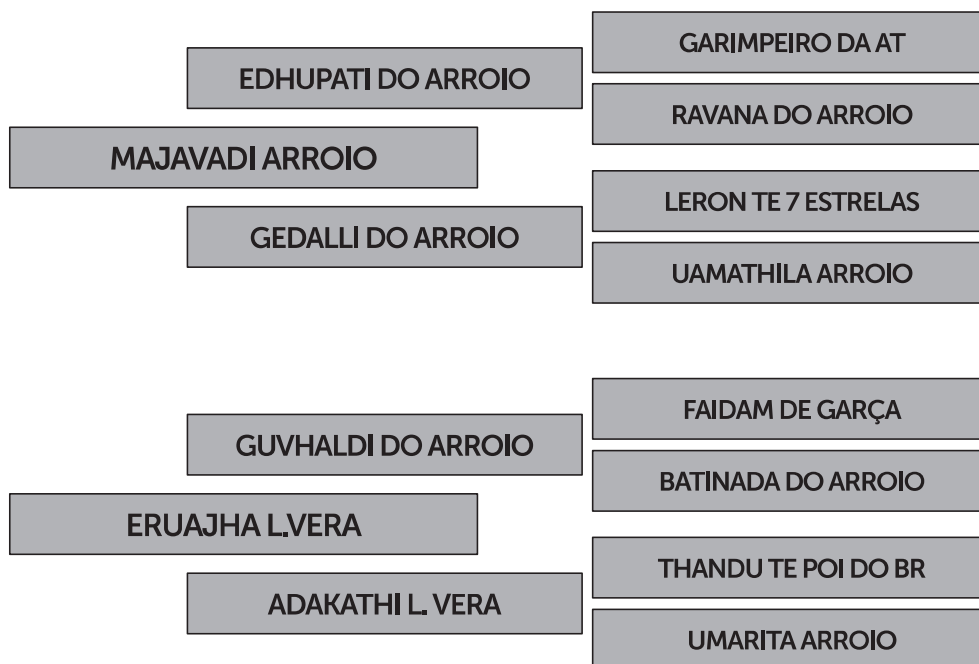 GARIMPEIRO DA AT
EDHUPATI DO ARROIO
RAVANA DO ARROIO
MAJAVADI ARROIO
LERON TE 7 ESTRELAS
GEDALLI DO ARROIO
UAMATHILA ARROIO
FAIDAM DE GARÇA
GUVHALDI DO ARROIO
BATINADA DO ARROIO
ERUAJHA L.VERA
THANDU TE POI DO BR
ADAKATHI L. VERA
UMARITA ARROIO